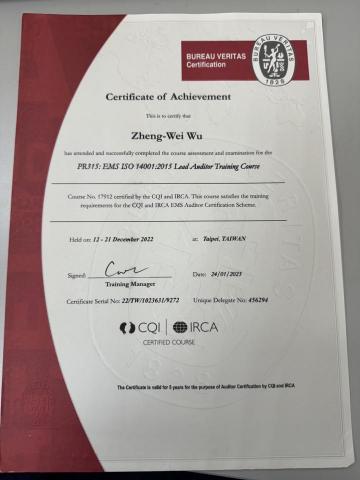 BUREAU VERITAS
Certification
BUREAU VERITAS
1828
Certificate of Achievement
This is to certify that
Zheng-Wei Wu
has attended and successfully completed the course assessment and examination for the
PR315: EMS ISO 14001:2015 Lead Auditor Training Course
Course No. 17912 certified by the CQI and IRCA. This course satisfies the training
requirements for the CQI and IRCA EMS Auditor Certification Scheme.
Held on: 12 - 21 December 2022 at: Taipei, TAIWAN
Signed: Date: 24/01/2023
Training Manager
Certificate Serial No: 22/TW/1023631/9272 Unique Delegate No: 456294
CQI IRCA
CERTIFIED COURSE
The Certificate is valid for 5 years for the purpose of Auditor Certification by CQI and IRCA